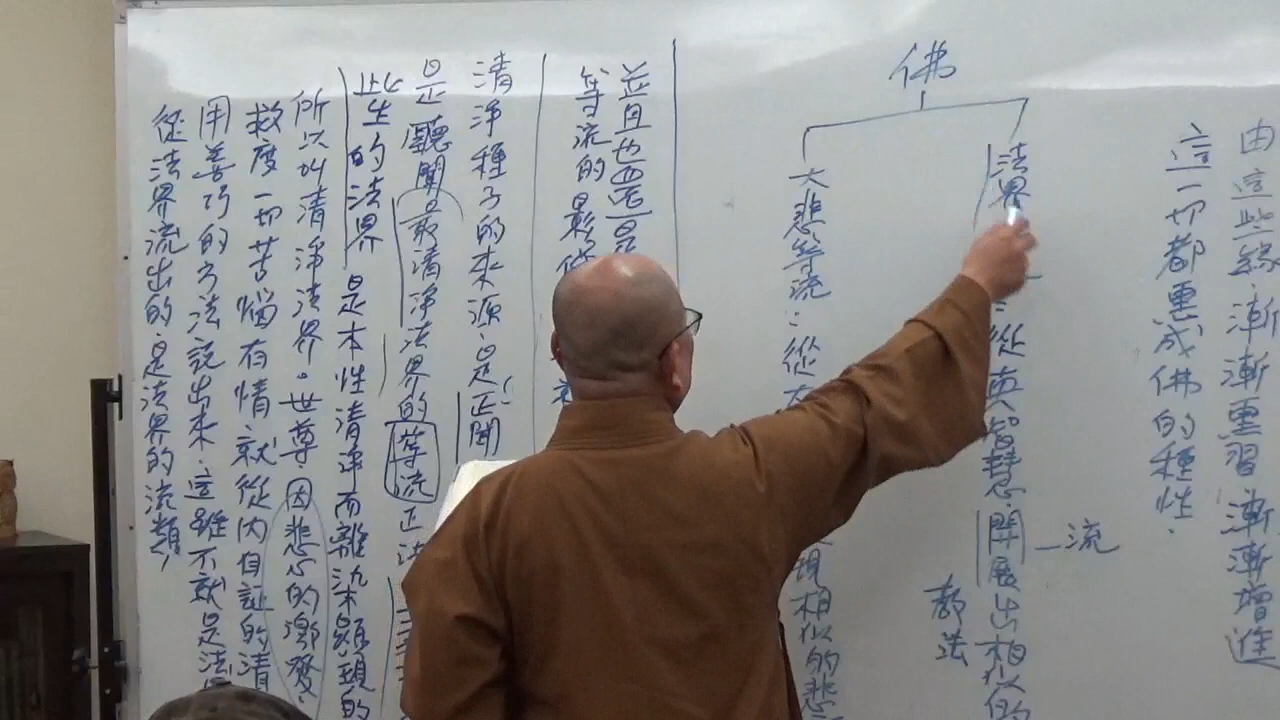 由這些緣·漸漸熏習漸漸增進
這一切都熏成佛的種性·
佛
法界
:從真智慧·開展出相似的
流
教法
大悲等流:從大
現相似的悲
並且也要是
等流的影像
清淨種子的來源·是正聞
是聽聞最清淨法界的等流正法
此生的法界 是本性清淨而離染顯現的
所以叫清淨法界。世尊·因悲心的激發·
救度一切苦惱有情就從內自証的清
用善巧的方法說出來·這雖不就是法界
從法界流出的·是法界的流類!